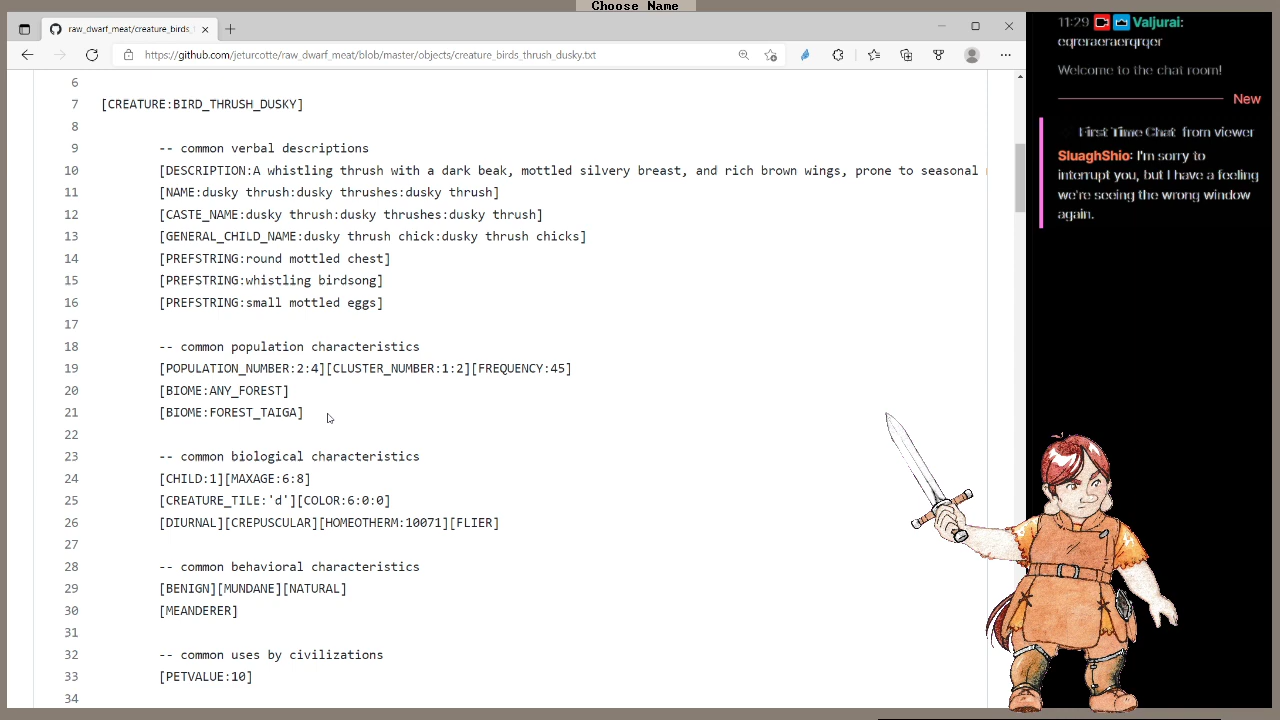 Choose Name
raw_dwarf_meat/creature_birds_
https://github.com/jeturcotte/raw_dwarf_meat/blob/master/objects/creature_birds_thrush_dusky.txt
6
7 [CREATURE:BIRD_THRUSH_DUSKY]
8
9 -- common verbal descriptions
10 [DESCRIPTION:A whistling thrush with a dark beak, mottled silvery breast, and rich brown wings, prone to seasonal
11 [NAME:dusky thrush:dusky thrushes:dusky thrush]
12 [CASTE_NAME:dusky thrush:dusky thrushes:dusky thrush]
13 [GENERAL_CHILD_NAME:dusky thrush chick:dusky thrush chicks]
14 [PREFSTRING:round mottled chest]
15 [PREFSTRING:whistling birdsong]
16 [PREFSTRING:small mottled eggs]
17
18 -- common population characteristics
19 [POPULATION_NUMBER:2:4][CLUSTER_NUMBER:1:2][FREQUENCY:45]
20 [BIOME:ANY_FOREST]
21 [BIOME:FOREST_TAIGA]
22
23 -- common biological characteristics
24 [CHILD:1][MAXAGE:6:8]
25 [CREATURE_TILE:'d'][COLOR:6:0:0]
26 [DIURNAL][CREPUSCULAR][HOMEOTHERM:10071][FLIER]
27
28 -- common behavioral characteristics
29 [BENIGN][MUNDANE][NATURAL]
30 [MEANDERER]
31
32 -- common uses by civilizations
33 [PETVALUE:10]
34
11:29 Valjurai:
eqreraeraerqrqer
Welcome to the chat room!
New
First Time Chat from viewer
SluaghShio: I'm sorry to
interrupt you, but I have a feeling
we're seeing the wrong window
again.